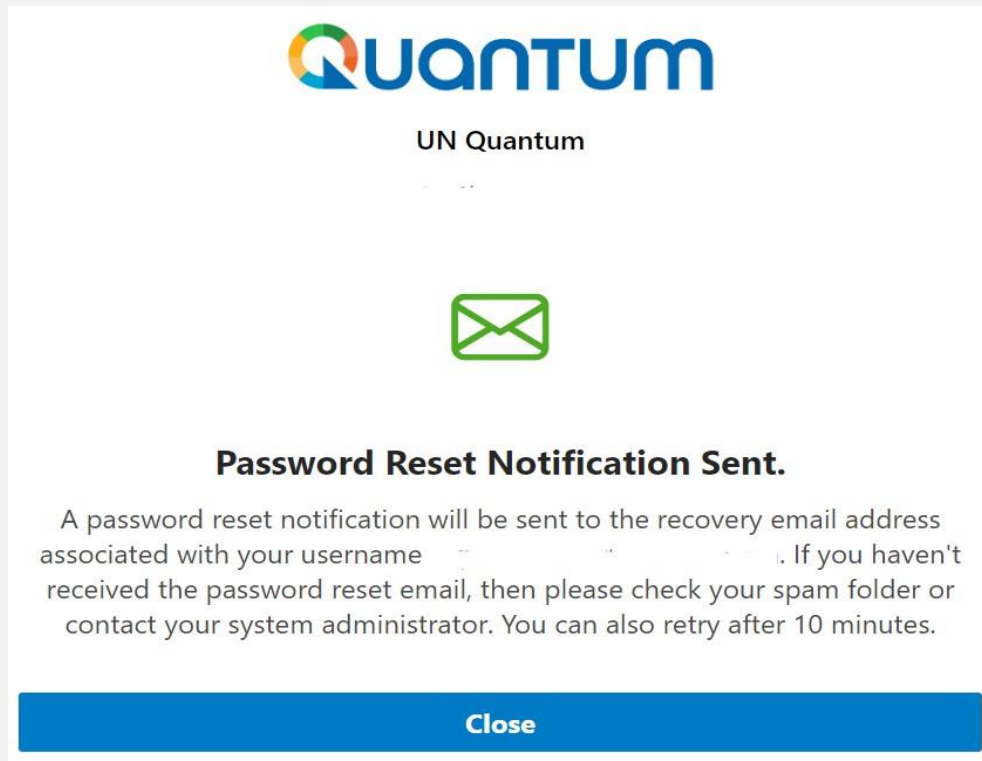 QUANTUM
UN Quantum
Password Reset Notification Sent.
A password reset notification will be sent to the recovery email address
associated with your username . If you haven't
received the password reset email, then please check your spam folder or
contact your system administrator. You can also retry after 10 minutes.
Close